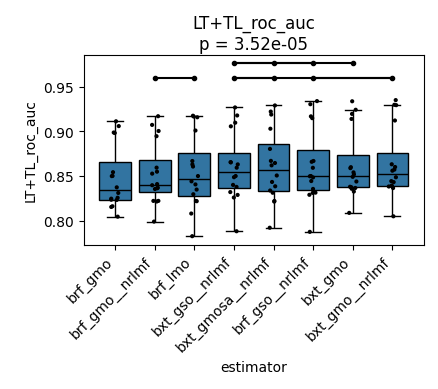 LT+TL_roc_auc
p = 3.52e-05
LT+TL_roc_auc
0.95
0.90
0.85
0.80
brf_gmo
brf_gmo__nrlmf
brf_lmo
bxt_gso__nrlmf
bxt_gmosa__nrlmf
brf_gso__nrlmf
bxt_gmo
bxt_gmo__nrlmf
estimator